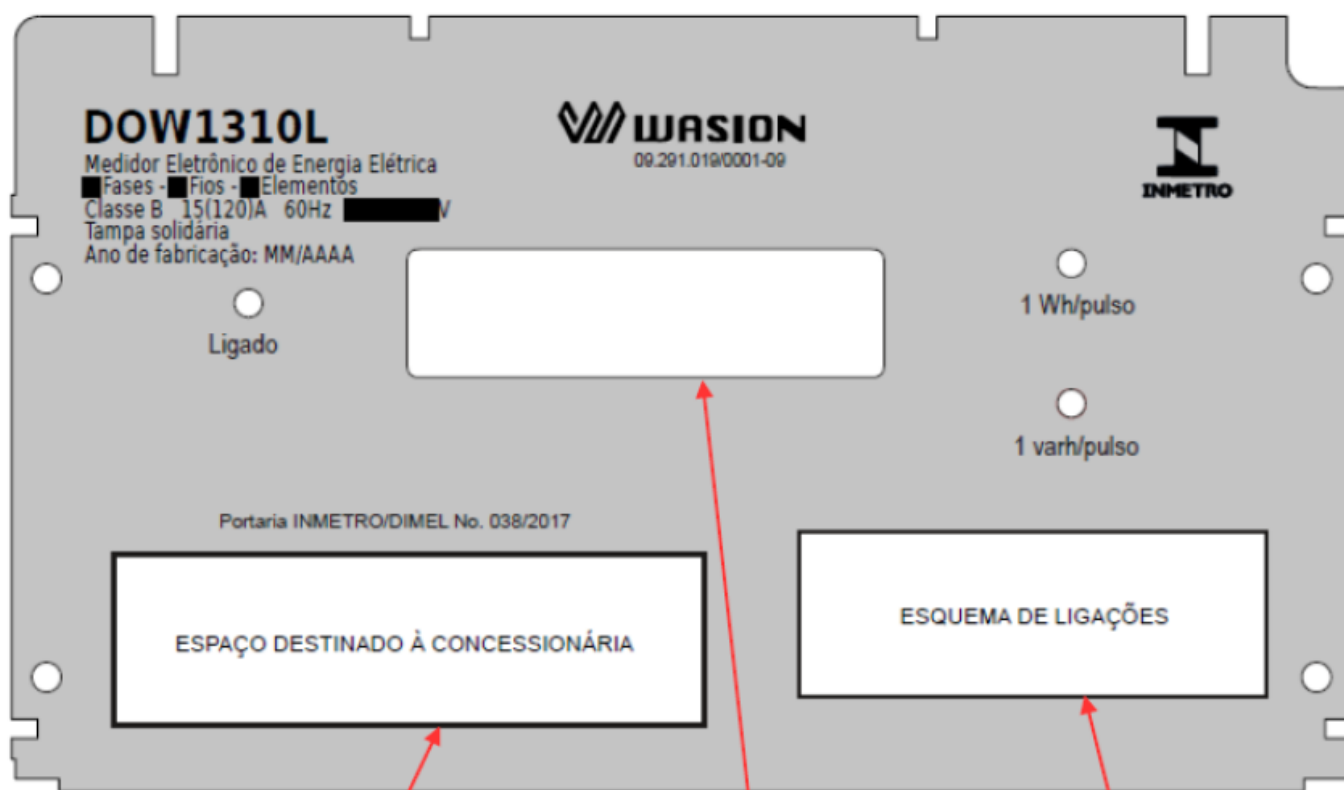 DOW1310L
Medidor Eletrônico de Energia Elétrica
Fases - Fios - Elementos
Classe B 15(120)A 60Hz V
Tampa solidária
Ano de fabricação: MM/AAAA
WASION
09.291.019/0001-09
INMETRO
Ligado
1 Wh/pulso
1 varh/pulso
Portaria INMETRO/DIMEL No. 038/2017
ESPAÇO DESTINADO À CONCESSIONÁRIA
ESQUEMA DE LIGAÇÕES